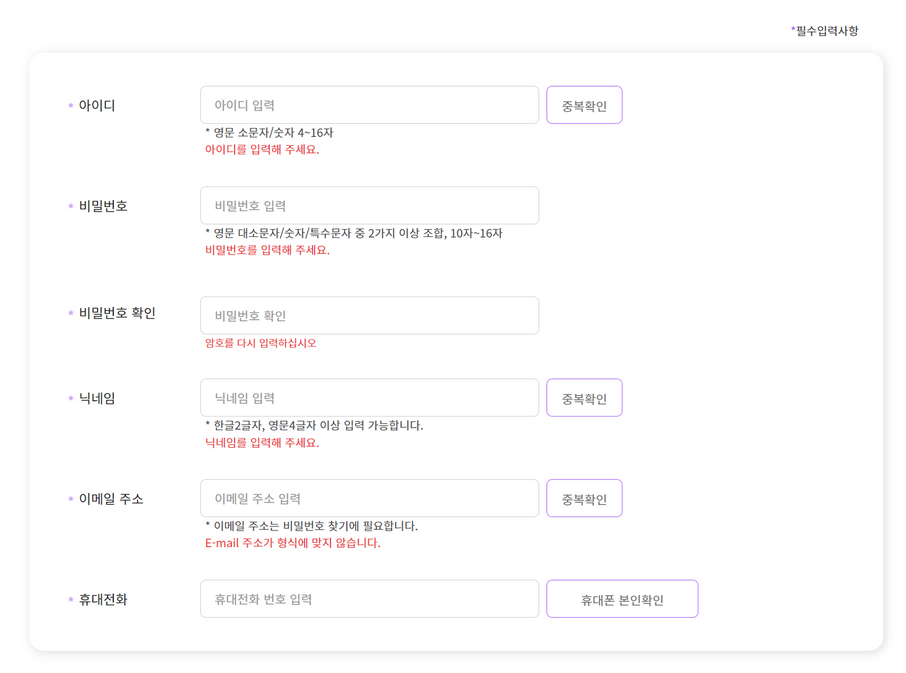 *필수입력사항
* 아이디 아이디 입력 중복확인
* 영문 소문자/숫자 4~16자
아이디를 입력해 주세요.
* 비밀번호 비밀번호 입력
* 영문 대소문자/숫자/특수문자 중 2가지 이상 조합, 10자~16자
비밀번호를 입력해 주세요.
* 비밀번호 확인 비밀번호 확인
암호를 다시 입력하십시오
* 닉네임 닉네임 입력 중복확인
* 한글2글자, 영문4글자 이상 입력 가능합니다.
닉네임를 입력해 주세요.
* 이메일 주소 이메일 주소 입력 중복확인
* 이메일 주소는 비밀번호 찾기에 필요합니다.
E-mail 주소가 형식에 맞지 않습니다.
* 휴대전화 휴대전화 번호 입력 휴대폰 본인확인